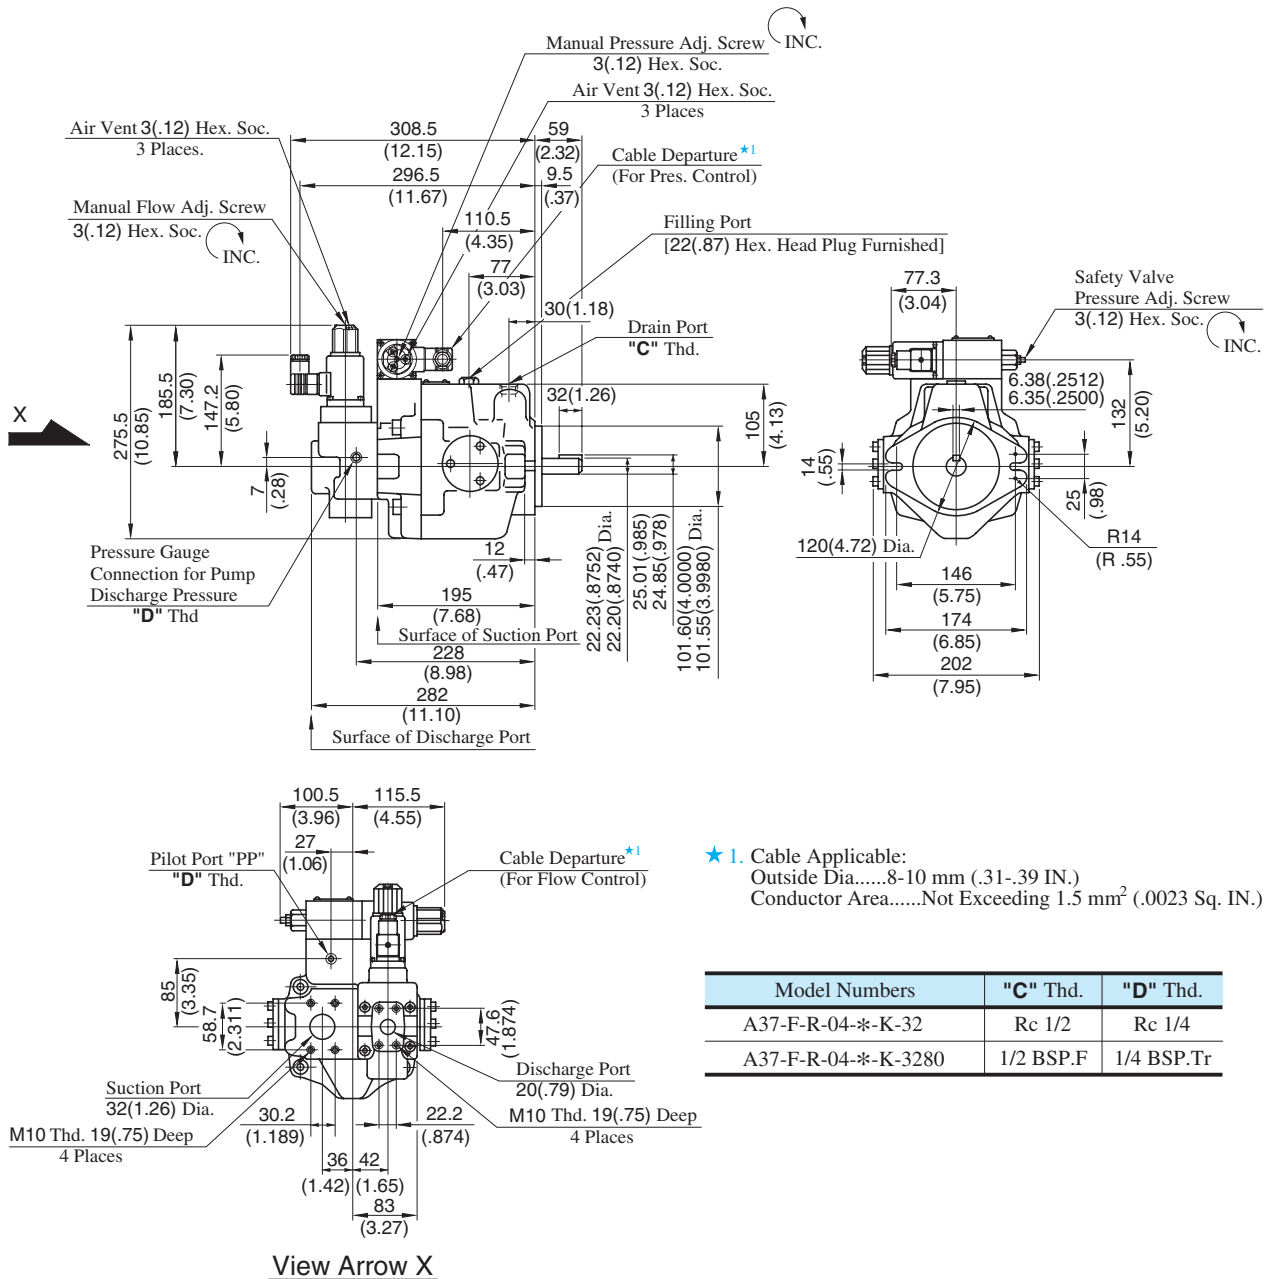 Manual Pressure Adj. Screw
3(.12) Hex. Soc.
INC.
Air Vent 3(.12) Hex. Soc.
3 Places
Air Vent 3(.12) Hex. Soc.
3 Places.
308.5
(12.15)
59
(2.32)
Cable Departure★1
(For Pres. Control)
296.5
(11.67)
9.5
(.37)
Manual Flow Adj. Screw
3(.12) Hex. Soc.
INC.
110.5
(4.35)
Filling Port
[22(.87) Hex. Head Plug Furnished]
77
(3.03)
30(1.18)
Drain Port
"C" Thd.
32(1.26)
X
275.5
(10.85)
185.5
(7.30)
147.2
(5.80)
7
(.28)
105
(4.13)
Pressure Gauge
Connection for Pump
Discharge Pressure
"D" Thd
12
(.47)
195
(7.68)
Surface of Suction Port
228
(8.98)
282
(11.10)
Surface of Discharge Port
22.23(.8752)
22.20(.8740) Dia.
25.01(.985)
24.85(.978)
101.60(4.0000)
101.55(3.9980) Dia.
77.3
(3.04)
Safety Valve
Pressure Adj. Screw
3(.12) Hex. Soc.
INC.
6.38(.2512
6.35(.2500)
132
(5.20)
14
(.55)
25
(.98)
120(4.72) Dia.
R14
(R .55)
146
(5.75)
174
(6.85)
202
(7.95)
100.5
(3.96)
115.5
(4.55)
27
(1.06)
Pilot Port "PP"
"D" Thd.
Cable Departure★1
(For Flow Control)
85
(3.35)
58.7
(2.311)
47.6
(1.874)
Suction Port
32(1.26) Dia.
Discharge Port
20(.79) Dia.
M10 Thd. 19(.75) Deep
4 Places
30.2
(1.189)
22.2
(.874)
M10 Thd. 19(.75) Deep
4 Places
36
(1.42)
42
(1.65)
83
(3.27)
View Arrow X
★ 1. Cable Applicable:
Outside Dia......8-10 mm (.31-.39 IN.)
Conductor Area......Not Exceeding 1.5 mm² (.0023 Sq. IN.)
Model Numbers "C" Thd. "D" Thd.
A37-F-R-04-*-K-32 Rc 1/2 Rc 1/4
A37-F-R-04-*-K-3280 1/2 BSP.F 1/4 BSP.Tr